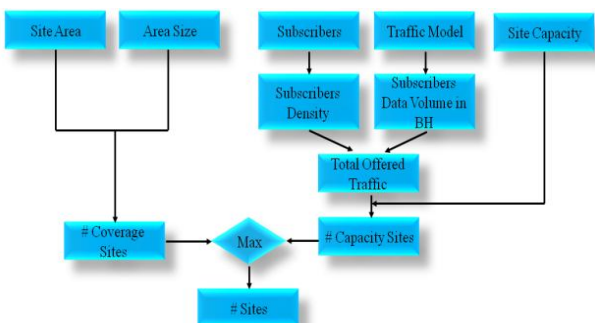 Site Area
Area Size
Subscribers
Traffic Model
Site Capacity
Subscribers
Density
Subscribers
Data Volume in
BH
Total Offered
Traffic
# Coverage
Sites
Max
# Capacity Sites
# Sites